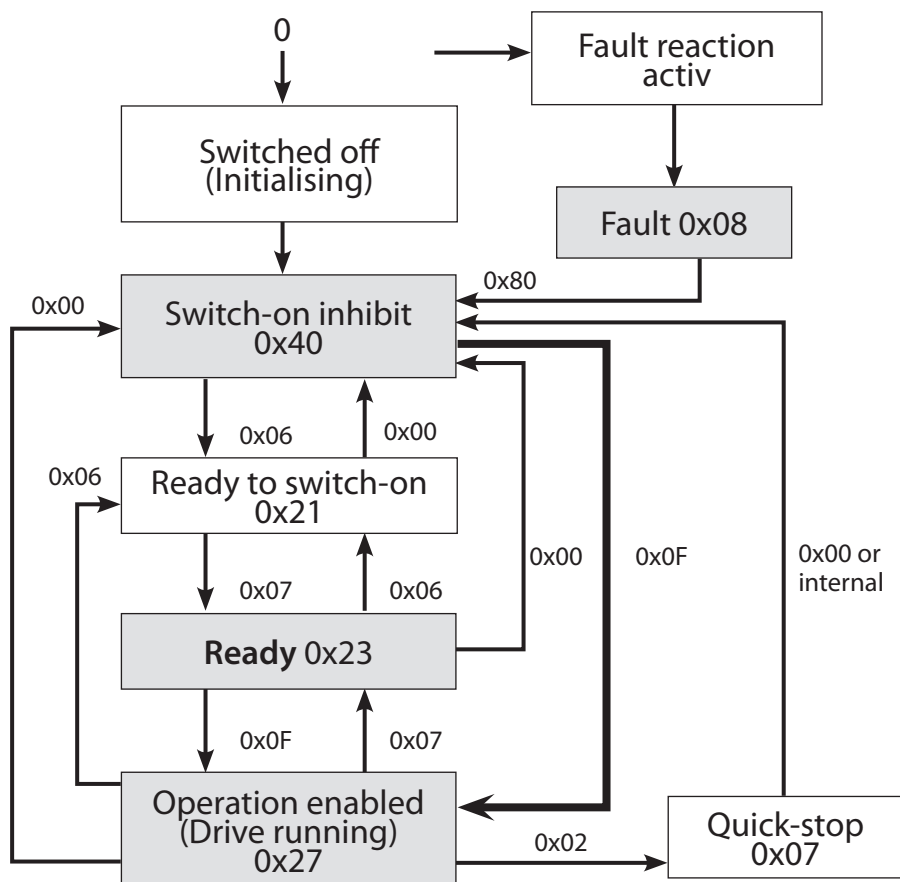 0
Fault reaction
activ
Switched off
(Initialising)
Fault 0x08
0x80
0x00
Switch-on inhibit
0x40
0x06
0x00
0x06
Ready to switch-on
0x21
0x00
0x0F
0x00 or
internal
0x07
0x06
Ready 0x23
0x0F
0x07
Operation enabled
(Drive running)
0x27
0x02
Quick-stop
0x07